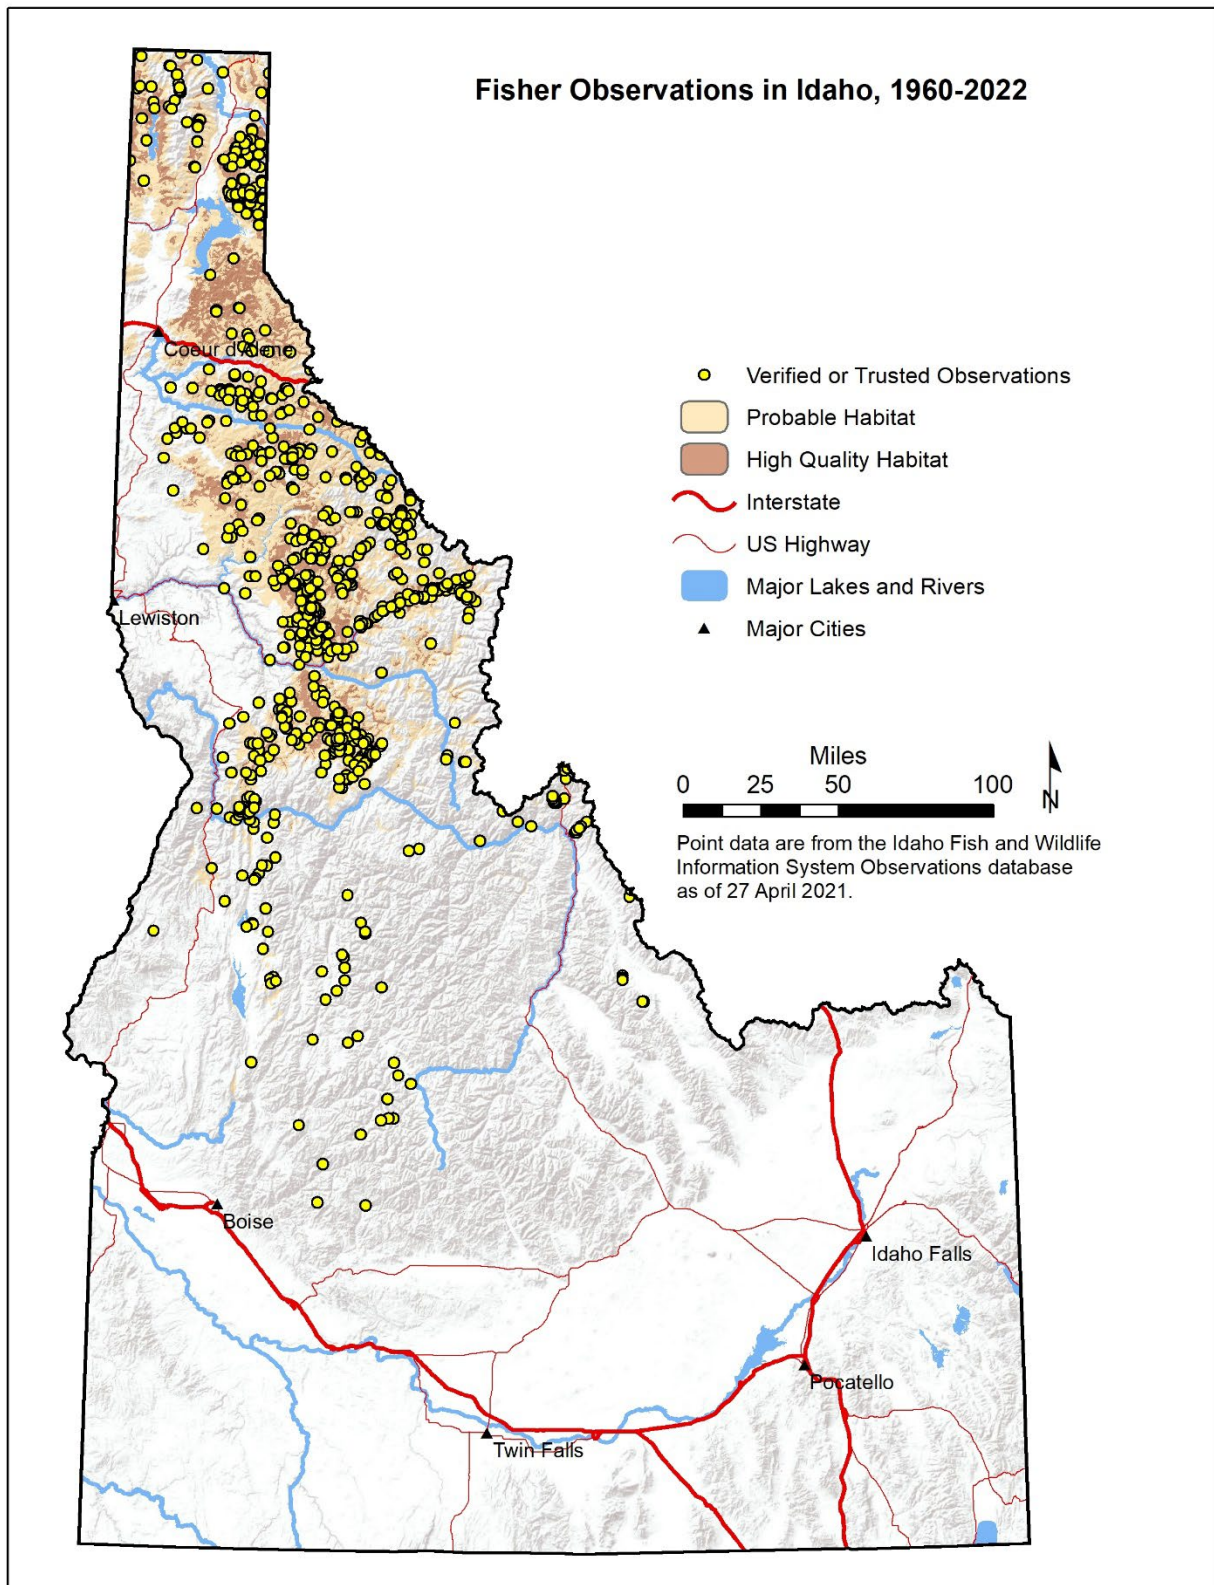 Fisher Observations in Idaho, 1960-2022
Coeur d'Alene
Verified or Trusted Observations
Probable Habitat
High Quality Habitat
Interstate
US Highway
Major Lakes and Rivers
Major Cities
Lewiston
Miles
0 25 50 100
N
Point data are from the Idaho Fish and Wildlife
Information System Observations database
as of 27 April 2021.
Boise
Idaho Falls
Pocatello
Twin Falls